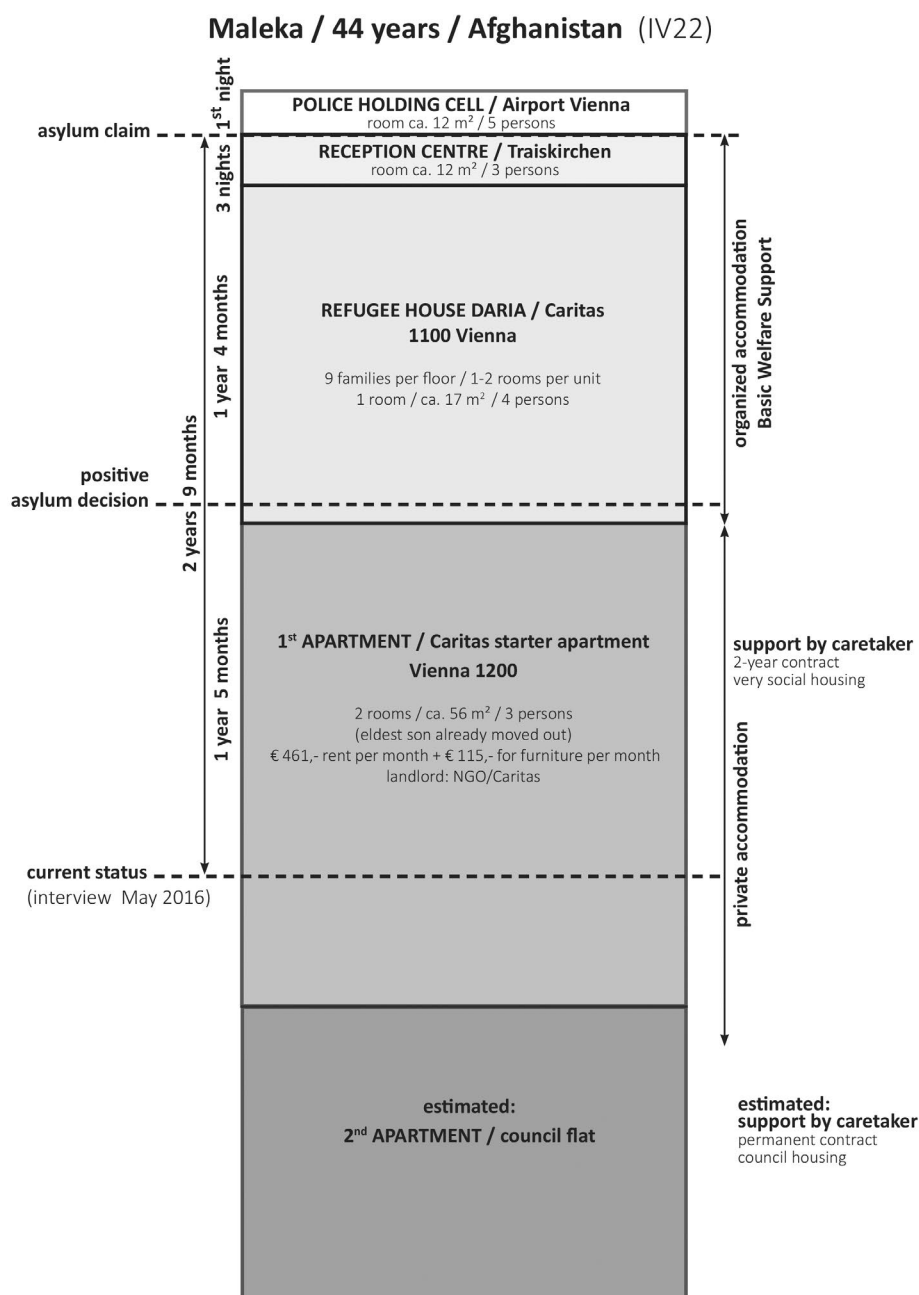 Maleka / 44 years / Afghanistan (IV22)
1st night
POLICE HOLDING CELL / Airport Vienna
room ca. 12 m² / 5 persons
asylum claim
3 nights
RECEPTION CENTRE / Traiskirchen
room ca. 12 m² / 3 persons
1 year 4 months
REFUGEE HOUSE DARIA / Caritas
1100 Vienna
9 families per floor / 1-2 rooms per unit
1 room / ca. 17 m² / 4 persons
organized accommodation
Basic Welfare Support
positive
asylum decision
2 years 9 months
1 year 5 months
1st APARTMENT / Caritas starter apartment
Vienna 1200
2 rooms / ca. 56 m² / 3 persons
(eldest son already moved out)
€ 461,- rent per month + € 115,- for furniture per month
landlord: NGO/Caritas
support by caretaker
2-year contract
very social housing
private accommodation
current status
(interview May 2016)
estimated:
2nd APARTMENT / council flat
estimated:
support by caretaker
permanent contract
council housing